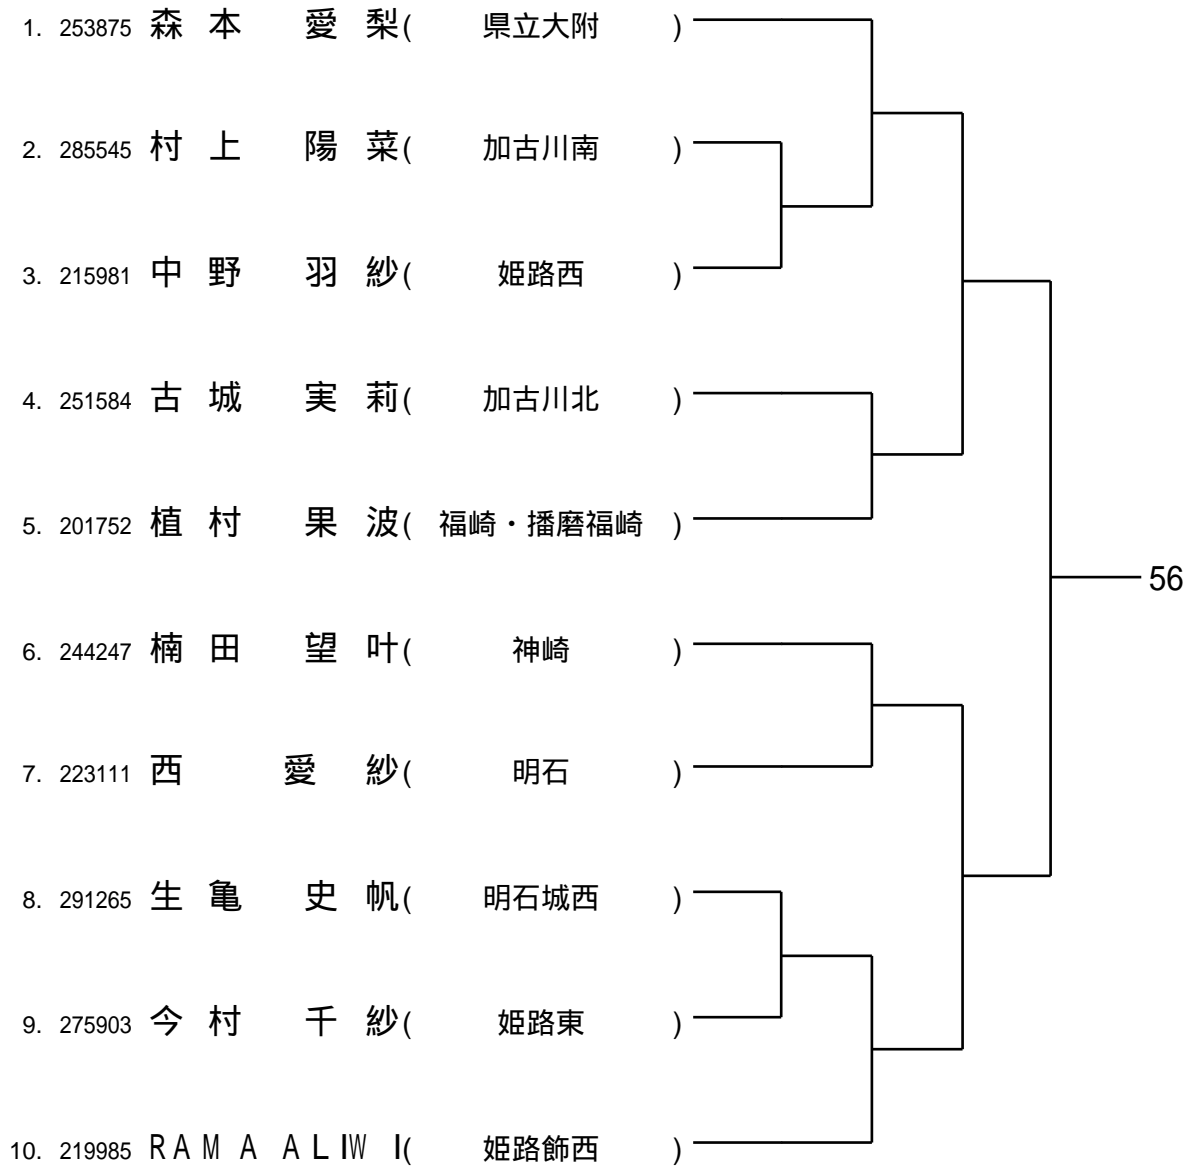 1. 253875 森本 愛梨( 県立大附 )
2. 285545 村上 陽菜( 加古川南 )
3. 215981 中野 羽紗( 姫路西 )
4. 251584 古城 実莉( 加古川北 )
5. 201752 植村 果波( 福崎・播磨福崎 )
56
6. 244247 楠田 望叶( 神崎 )
7. 223111 西 愛紗( 明石 )
8. 291265 生亀 史帆( 明石城西 )
9. 275903 今村 千紗( 姫路東 )
10. 219985 RAMA ALIWI( 姫路飾西 )